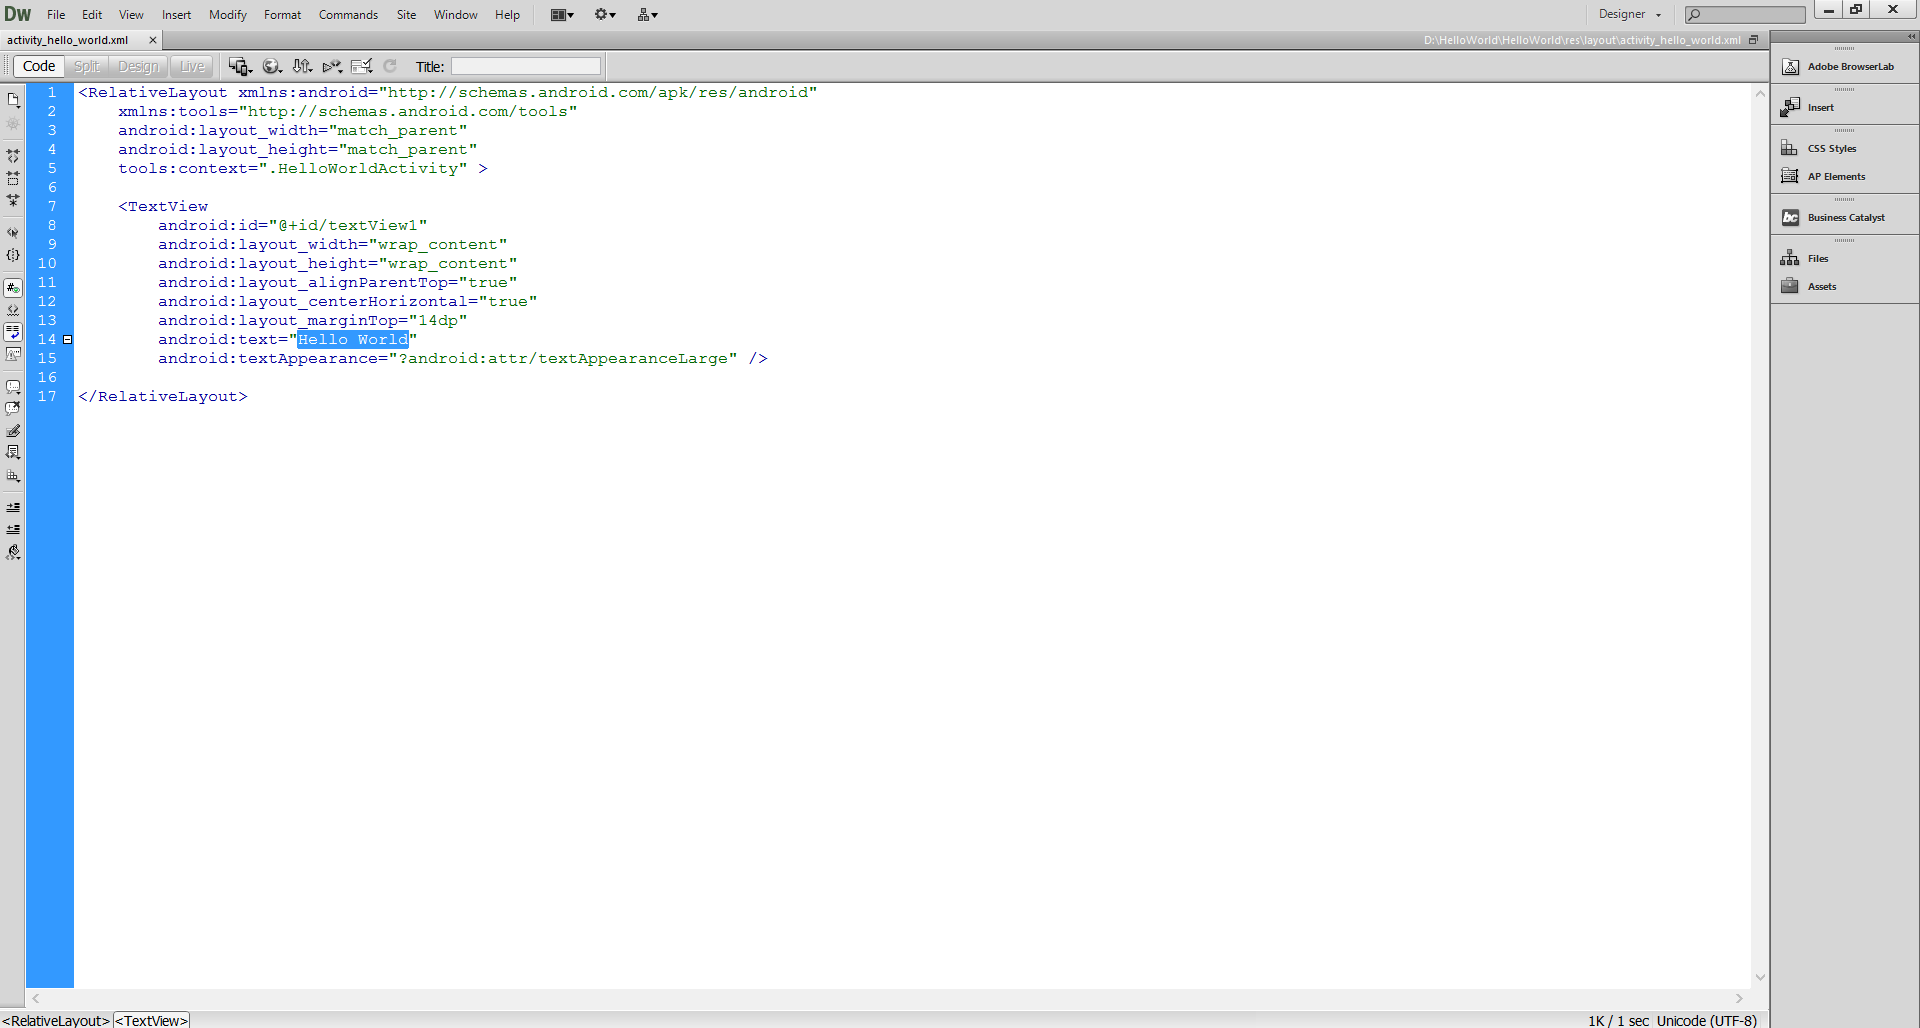 Dw File Edit View Insert Modify Format Commands Site Window Help Designer
activity_hello_world.xml D:\HelloWorld\HelloWorld\res\layout\activity_hello_world.xml
Code Split Design Live Title:
1 <RelativeLayout xmlns:android="http://schemas.android.com/apk/res/android"
2 xmlns:tools="http://schemas.android.com/tools"
3 android:layout_width="match_parent"
4 android:layout_height="match_parent"
5 tools:context=".HelloWorldActivity" >
6
7 <TextView
8 android:id="@+id/textView1"
9 android:layout_width="wrap_content"
10 android:layout_height="wrap_content"
11 android:layout_alignParentTop="true"
12 android:layout_centerHorizontal="true"
13 android:layout_marginTop="14dp"
14 android:text="Hello World"
15 android:textAppearance="?android:attr/textAppearanceLarge" />
16
17 </RelativeLayout>
Adobe BrowserLab
Insert
CSS Styles
AP Elements
bc Business Catalyst
Files
Assets
<RelativeLayout> <TextView> 1K / 1 sec Unicode (UTF-8)